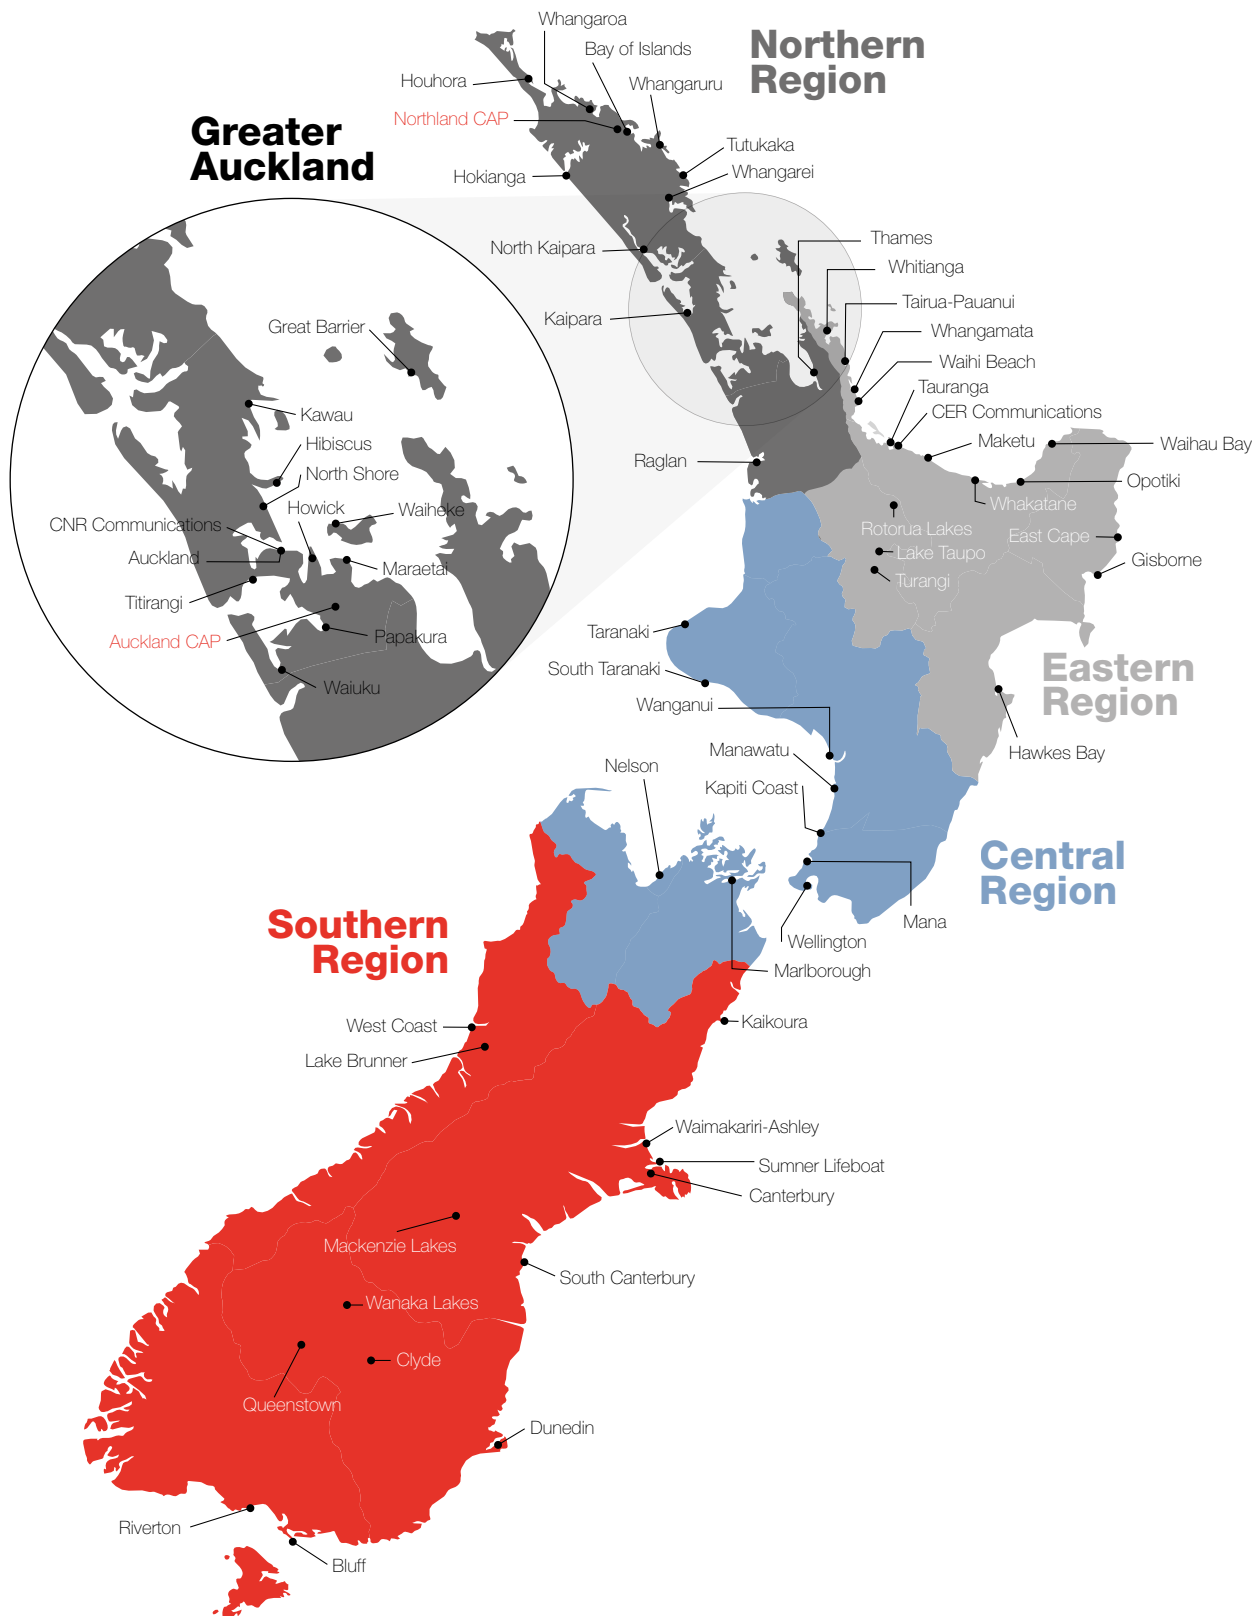 Whangaroa
Bay of Islands
Northern
Region
Houhora
Whangaruru
Northland CAP
Greater
Auckland
Tutukaka
Whangarei
Hokianga
North Kaipara
Thames
Whitianga
Tairua-Pauanui
Kaipara
Great Barrier
Whangamata
Waihi Beach
Tauranga
CER Communications
Kawau
Hibiscus
Maketu
Waihau Bay
Raglan
North Shore
Opotiki
Howick
Waiheke
Whakatane
CNR Communications
Rotorua Lakes
East Cape
Auckland
Lake Taupo
Gisborne
Maraetai
Turangi
Titirangi
Auckland CAP
Papakura
Taranaki
Waiuku
South Taranaki
Eastern
Region
Wanganui
Manawatu
Hawkes Bay
Nelson
Kapiti Coast
Central
Region
Southern
Region
Mana
Wellington
Marlborough
West Coast
Kaikoura
Lake Brunner
Waimakariri-Ashley
Sumner Lifeboat
Canterbury
Mackenzie Lakes
South Canterbury
Wanaka Lakes
Clyde
Queenstown
Dunedin
Riverton
Bluff